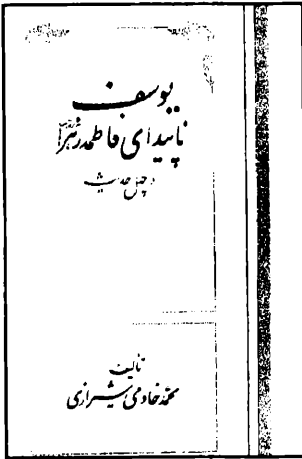 یوسف
ناپیدای فاطمه زهرا
در چهل حدیث
تألیف
محمد خادمی شیرازی